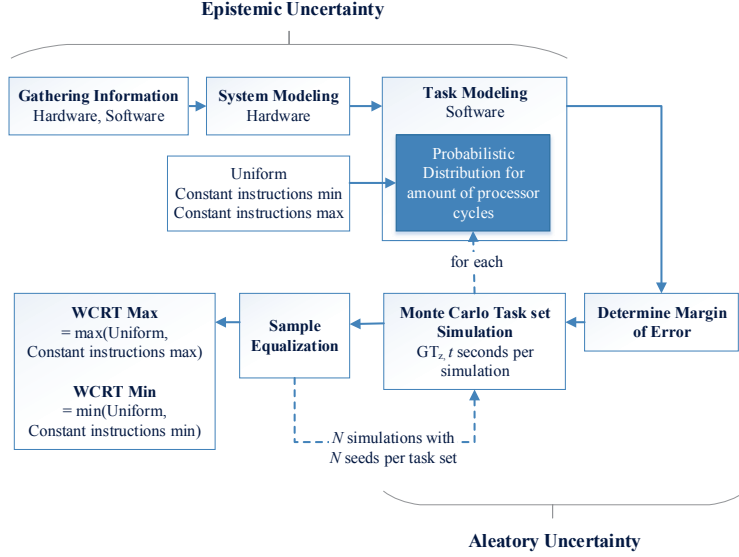 Epistemic Uncertainty
Gathering Information
Hardware, Software
System Modeling
Hardware
Task Modeling
Software
Probabilistic
Distribution for
amount of processor
cycles
Uniform
Constant instructions min
Constant instructions max
for each
WCRT Max
= max(Uniform,
Constant instructions max)
WCRT Min
= min(Uniform,
Constant instructions min)
Sample
Equalization
Monte Carlo Task set
Simulation
GTz, t seconds per
simulation
Determine Margin
of Error
N simulations with
N seeds per task set
Aleatory Uncertainty